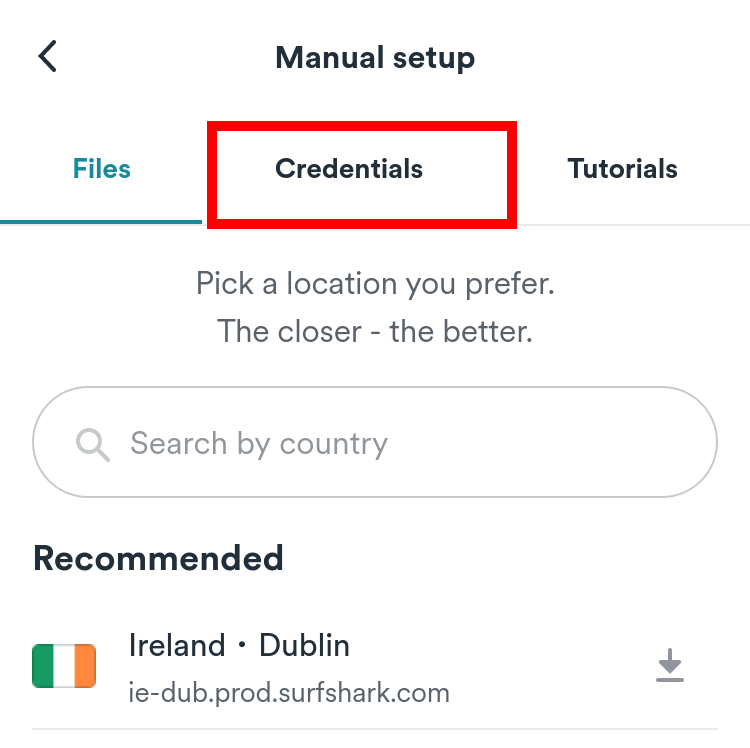 Manual setup
Files Credentials Tutorials
Pick a location you prefer.
The closer - the better.
Search by country
Recommended
Ireland • Dublin
ie-dub.prod.surfshark.com